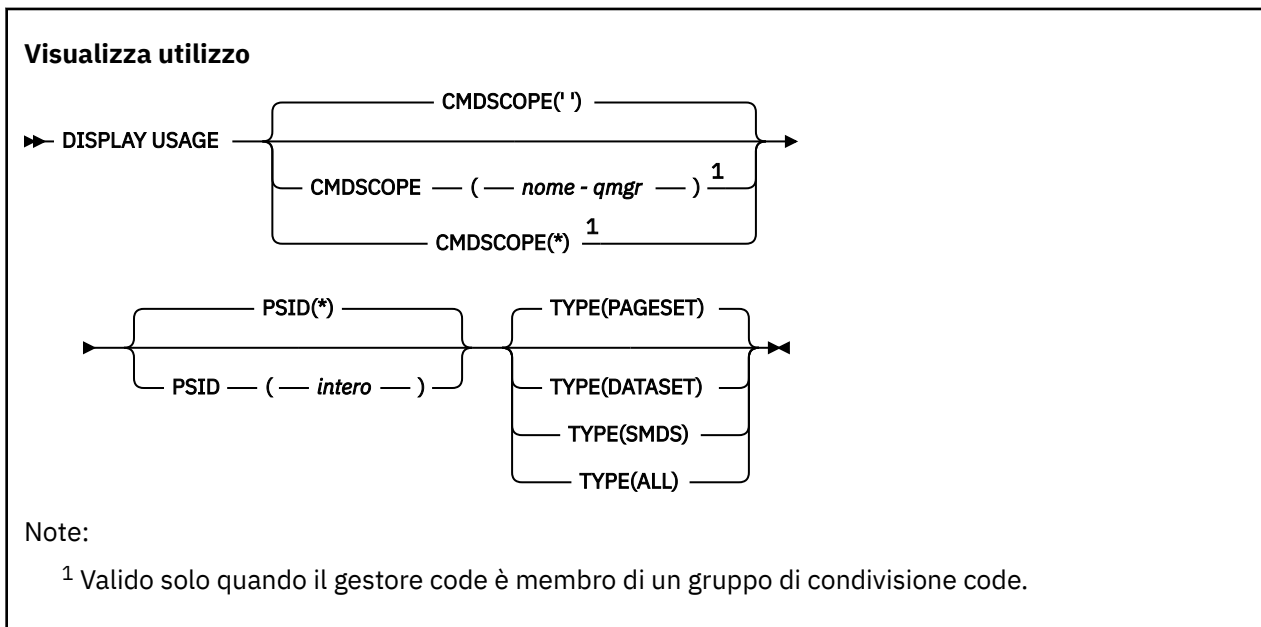 Visualizza utilizzo
CMDSCOPE(' ')
DISPLAY USAGE
CMDSCOPE ( nome - qmgr ) 1
CMDSCOPE(*) 1
PSID(*) TYPE(PAGESET)
PSID ( intero ) TYPE(DATASET)
TYPE(SMDS)
TYPE(ALL)
Note:
1 Valido solo quando il gestore code è membro di un gruppo di condivisione code.